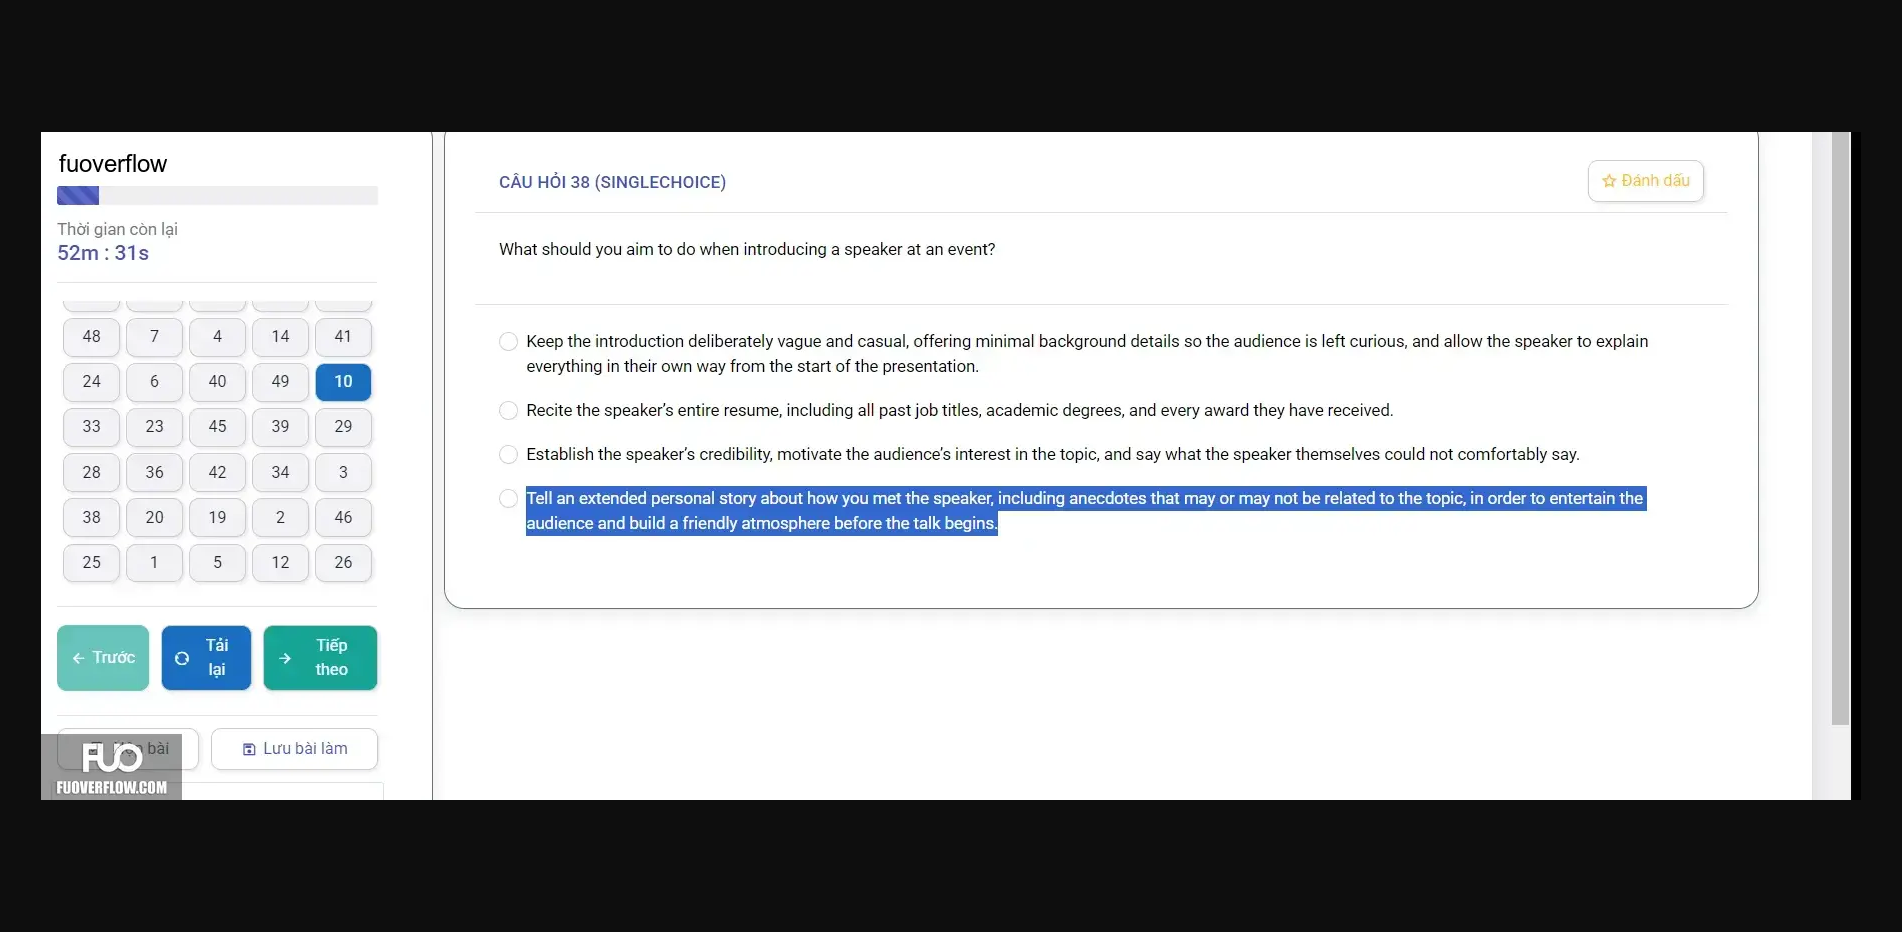 fuoverflow
Thời gian còn lại
52m : 31s
48 7 4 14 41
24 6 40 49 10
33 23 45 39 29
28 36 42 34 3
38 20 19 2 46
25 1 5 12 26
Trước
Tải
lại
Tiếp
theo
bài
Lưu bài làm
FUO
FUOVERFLOW.COM
CÂU HỎI 38 (SINGLECHOICE)
Đánh dấu
What should you aim to do when introducing a speaker at an event?
Keep the introduction deliberately vague and casual, offering minimal background details so the audience is left curious, and allow the speaker to explain
everything in their own way from the start of the presentation.
Recite the speaker’s entire resume, including all past job titles, academic degrees, and every award they have received.
Establish the speaker’s credibility, motivate the audience’s interest in the topic, and say what the speaker themselves could not comfortably say.
Tell an extended personal story about how you met the speaker, including anecdotes that may or may not be related to the topic, in order to entertain the
audience and build a friendly atmosphere before the talk begins.